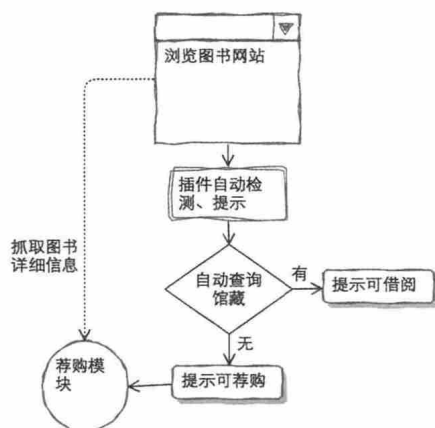 浏览图书网站
插件自动检
测、提示
抓取图书
详细信息
自动查询
馆藏
有
提示可借阅
无
荐购模
块
提示可荐购